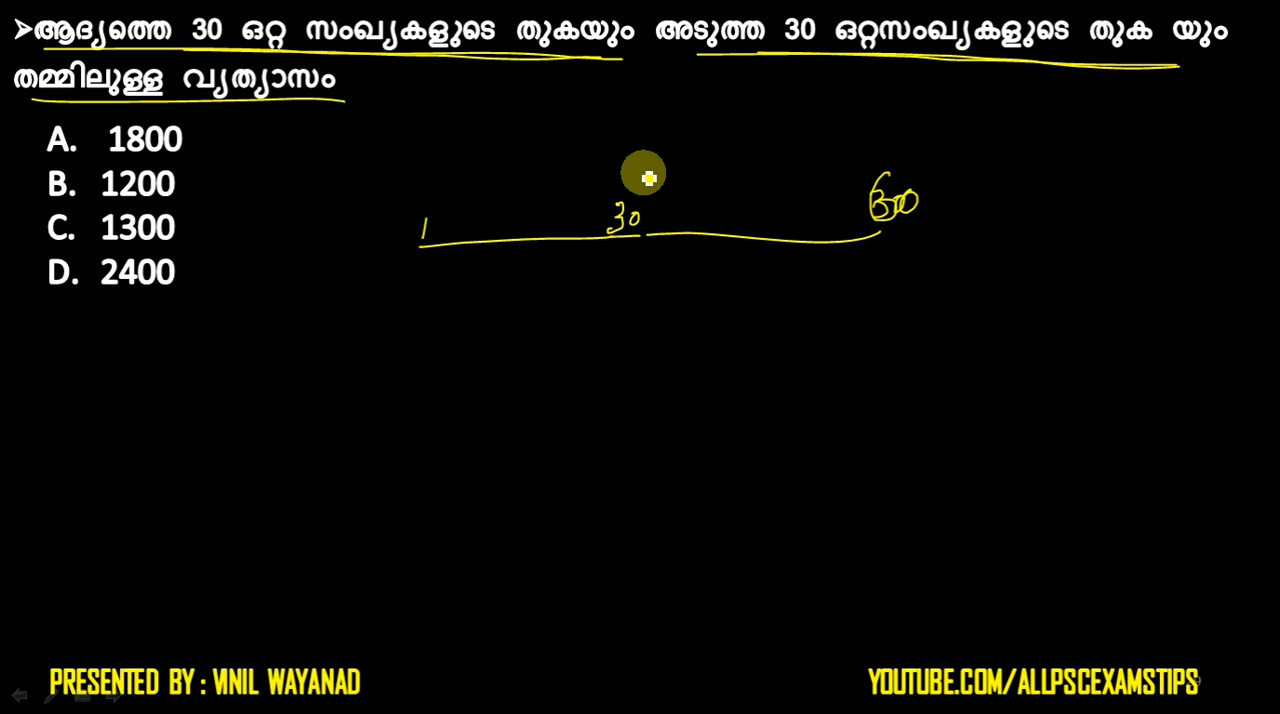 ➢ആദ്യത്തെ 30 ഒറ്റ സംഖ്യകളുടെ തുകയും അടുത്ത 30 ഒറ്റസംഖ്യകളുടെ തുക യും
തമ്മിലുള്ള വ്യത്യാസം
A. 1800
B. 1200
C. 1300
D. 2400
1 30
PRESENTED BY : VINIL WAYANAD
YOUTUBE.COM/ALLPSCEXAMSTIPS